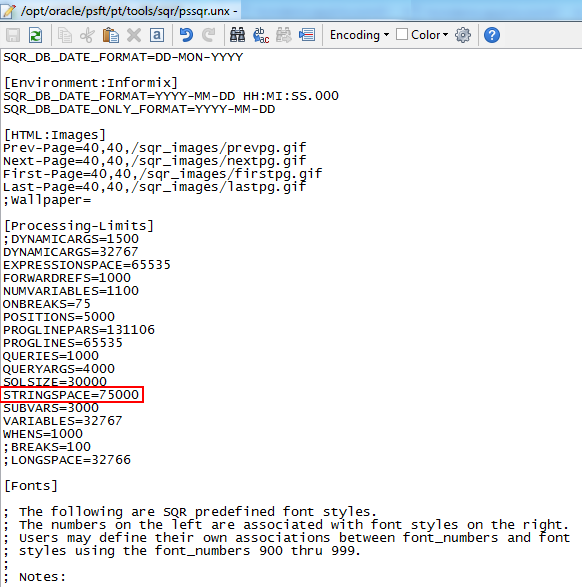 /opt/oracle/psft/pt/tools/sqr/pssqr.unx -
Encoding Color
SQR_DB_DATE_FORMAT=DD-MON-YYYY
[Environment:Informix]
SQR_DB_DATE_FORMAT=YYYY-MM-DD HH:MI:SS.000
SQR_DB_DATE_ONLY_FORMAT=YYYY-MM-DD
[HTML:Images]
Prev-Page=40,40,/sqr_images/prevpg.gif
Next-Page=40,40,/sqr_images/nextpg.gif
First-Page=40,40,/sqr_images/firstpg.gif
Last-Page=40,40,/sqr_images/lastpg.gif
;Wallpaper=
[Processing-Limits]
;DYNAMICARGS=1500
DYNAMICARGS=32767
EXPRESSIONSPACE=65535
FORWARDREFS=1000
NUMVARIABLES=1100
ONBREAKS=75
POSITIONS=5000
PROGLINEPARS=131106
PROGLINES=65535
QUERIES=1000
QUERYARGS=4000
SQLSIZE=30000
STRINGSPACE=75000
SUBVARS=3000
VARIABLES=32767
WHENS=1000
;BREAKS=100
;LONGSPACE=32766
[Fonts]
; The following are SQR predefined font styles.
; The numbers on the left are associated with font styles on the right.
; Users may define their own associations between font_numbers and font
; styles using the font_numbers 900 thru 999.
;
; Notes: